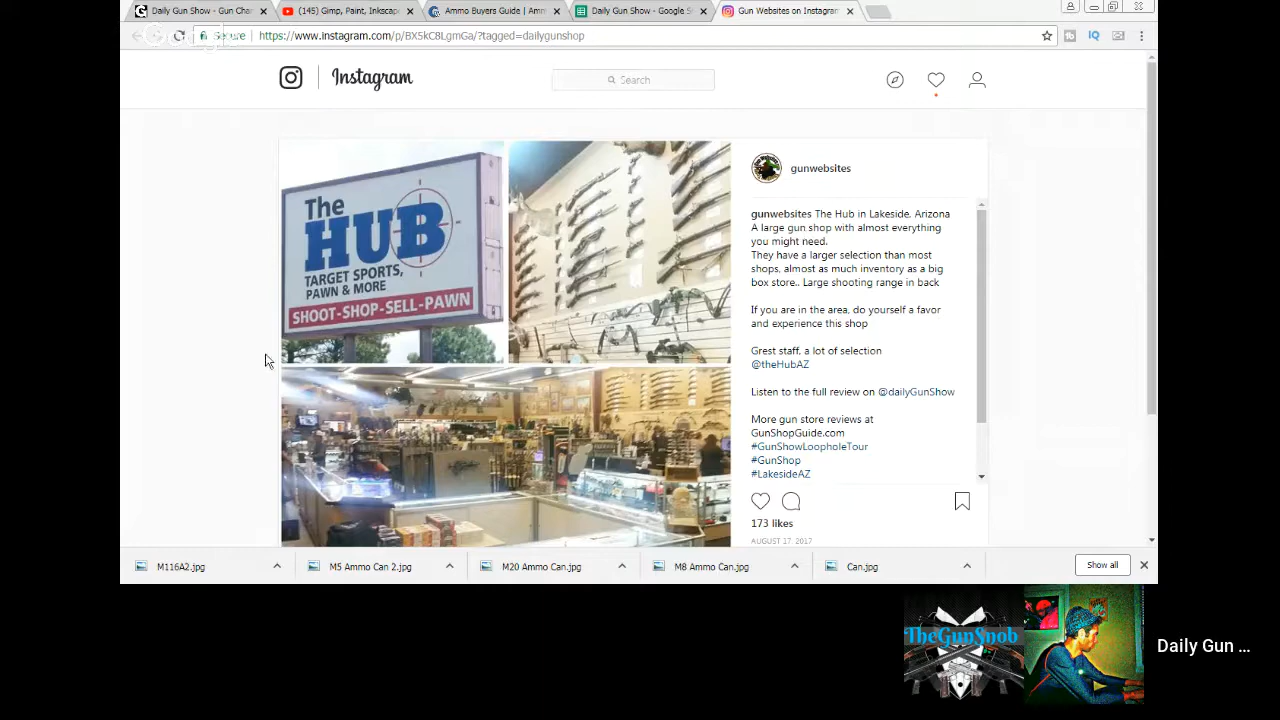 Daily Gun Show - Gun Chan
(145) Gimp, Paint, Inkscape
Ammo Buyers Guide | Amm
Daily Gun Show - Google S
Gun Websites on Instagram
Secure
https://www.instagram.com/p/BX5kC8LgmGa/?tagged=dailygunshop
Instagram
Search
The
HUB
TARGET SPORTS,
PAWN & MORE
SHOOT-SHOP-SELL-PAWN
gunwebsites
gunwebsites The Hub in Lakeside, Arizona
A large gun shop with almost everything
you might need.
They have a larger selection than most
shops, almost as much inventory as a big
box store.. Large shooting range in back
If you are in the area, do yourself a favor
and experience this shop
Grest staff, a lot of selection
@theHubAZ
Listen to the full review on @dailyGunShow
More gun store reviews at
GunShopGuide.com
#GunShowLoopholeTour
#GunShop
#LakesideAZ
173 likes
AUGUST 17, 2017
M116A2.jpg
M5 Ammo Can 2.jpg
M20 Ammo Can.jpg
M8 Ammo Can.jpg
Can.jpg
Show all
TheGunSnob
Daily Gun ...